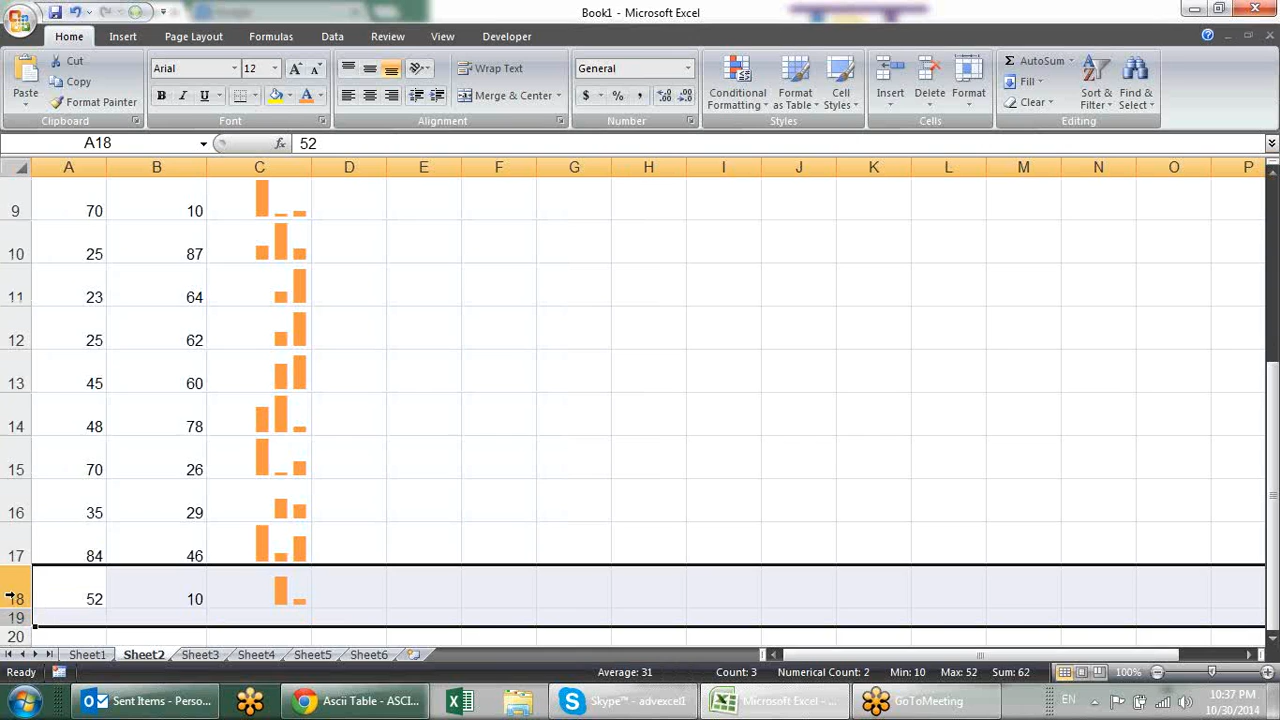 Book1 - Microsoft Excel
Home Insert Page Layout Formulas Data Review View Developer
Paste
Cut
Copy
Format Painter
Clipboard
Arial 12 A A
B I U A
Font
Wrap Text
Merge & Center
Alignment
General
$ % ,
Number
Conditional Formatting
Format as Table
Cell Styles
Styles
Insert Delete Format
Cells
Σ AutoSum
Fill
Clear
Sort & Filter
Find & Select
Editing
A18 fx 52
A B C D E F G H I J K L M N O P
9 70 10
10 25 87
11 23 64
12 25 62
13 45 60
14 48 78
15 70 26
16 35 29
17 84 46
18 52 10
19
20
Sheet1 Sheet2 Sheet3 Sheet4 Sheet5 Sheet6
Ready Average: 31 Count: 3 Numerical Count: 2 Min: 10 Max: 52 Sum: 62 100%
Sent Items - Perso... Ascii Table - ASCI... Skype™ - advexcel1 Microsoft Excel - ... GoToMeeting EN 10:37 PM
10/30/2014